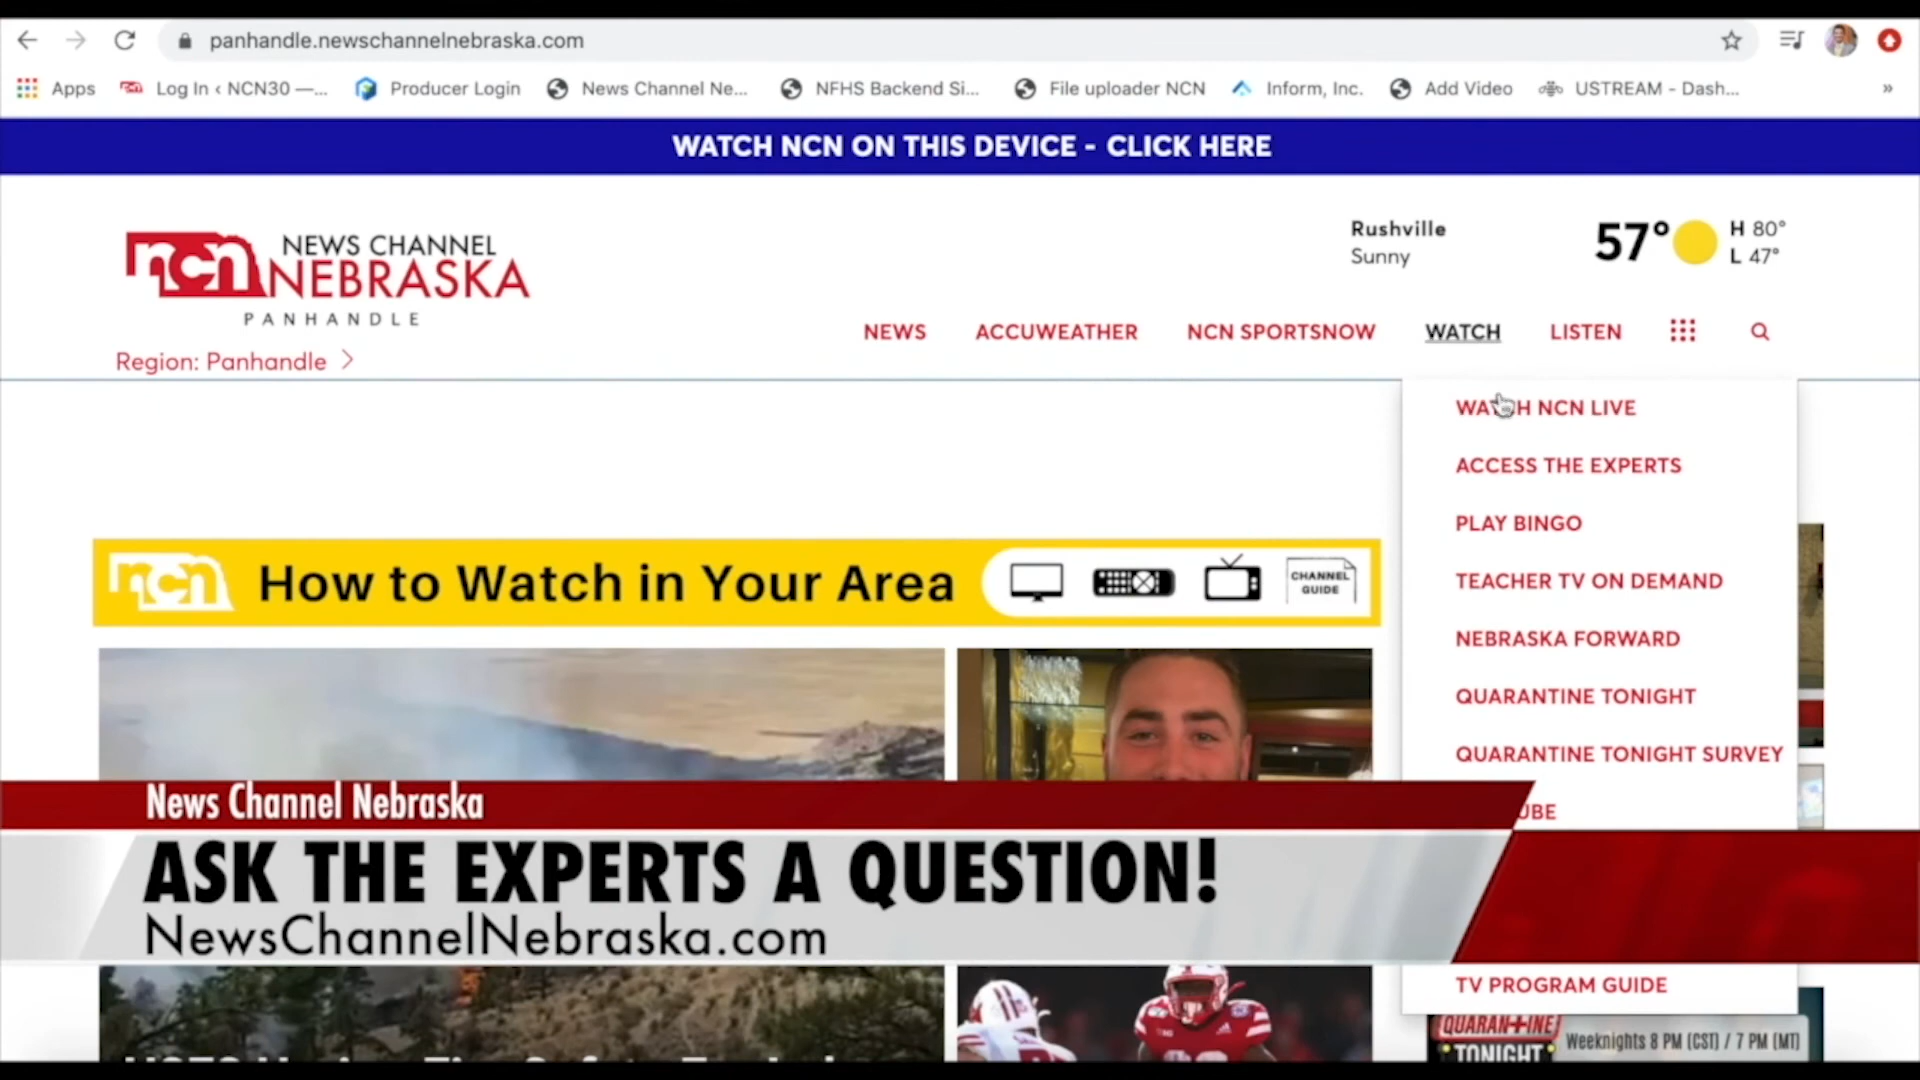 panhandle.newschannelnebraska.com
Apps
Log In ‹ NCN30 —...
Producer Login
News Channel Ne...
NFHS Backend Si...
File uploader NCN
Inform, Inc.
Add Video
USTREAM - Dash...
»
WATCH NCN ON THIS DEVICE - CLICK HERE
ncn NEWS CHANNEL
NEBRASKA
PANHANDLE
Region: Panhandle
Rushville
Sunny
57°
H 80°
L 47°
NEWS
ACCUWEATHER
NCN SPORTSNOW
WATCH
LISTEN
WATCH NCN LIVE
ACCESS THE EXPERTS
PLAY BINGO
TEACHER TV ON DEMAND
NEBRASKA FORWARD
QUARANTINE TONIGHT
QUARANTINE TONIGHT SURVEY
UBE
TV PROGRAM GUIDE
ncn How to Watch in Your Area
CHANNEL
GUIDE
News Channel Nebraska
ASK THE EXPERTS A QUESTION!
NewsChannelNebraska.com
QUARANTINE
TONIGHT
Weeknights 8 PM (CST) / 7 PM (MT)